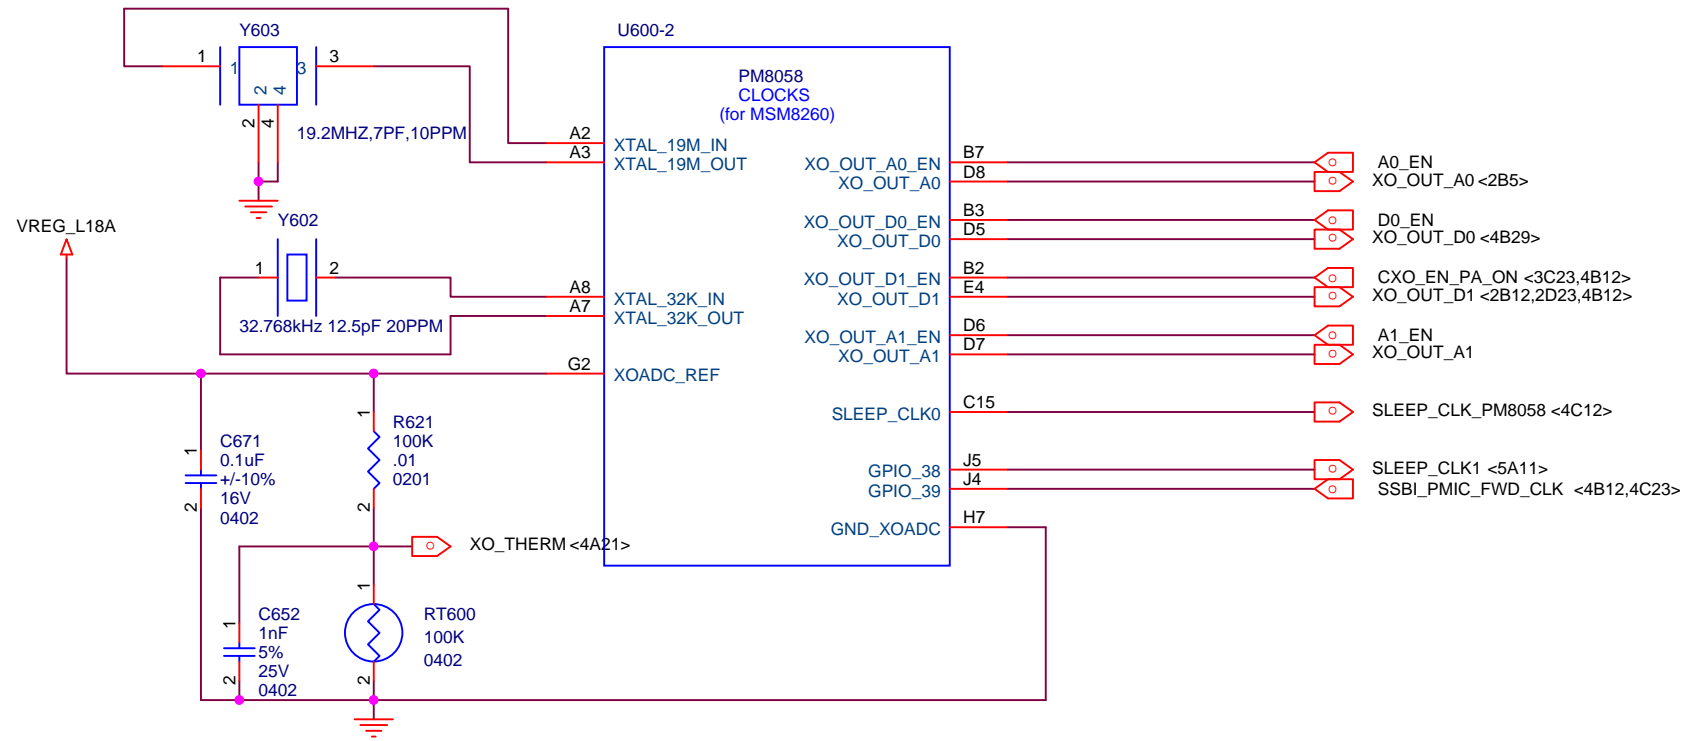 Y603
1
3
1
3
2
4
2
4
19.2MHZ,7PF,10PPM
U600-2
PM8058
CLOCKS
(for MSM8260)
A2
XTAL_19M_IN
A3
XTAL_19M_OUT
VREG_L18A
Y602
1
2
32.768kHz 12.5pF 20PPM
A8
XTAL_32K_IN
A7
XTAL_32K_OUT
G2
XOADC_REF
XO_OUT_A0_EN
B7
A0_EN
XO_OUT_A0
D8
XO_OUT_A0 <2B5>
XO_OUT_D0_EN
B3
D0_EN
XO_OUT_D0
D5
XO_OUT_D0 <4B29>
XO_OUT_D1_EN
B2
CXO_EN_PA_ON <3C23,4B12>
XO_OUT_D1
E4
XO_OUT_D1 <2B12,2D23,4B12>
XO_OUT_A1_EN
D6
A1_EN
XO_OUT_A1
D7
XO_OUT_A1
SLEEP_CLK0
C15
SLEEP_CLK_PM8058 <4C12>
GPIO_38
J5
SLEEP_CLK1 <5A11>
GPIO_39
J4
SSBI_PMIC_FWD_CLK <4B12,4C23>
GND_XOADC
H7
1
C671
0.1uF
+/-10%
16V
0402
2
1
R621
100K
.01
0201
2
XO_THERM <4A21>
1
C652
1nF
5%
25V
0402
2
1
RT600
100K
0402
2